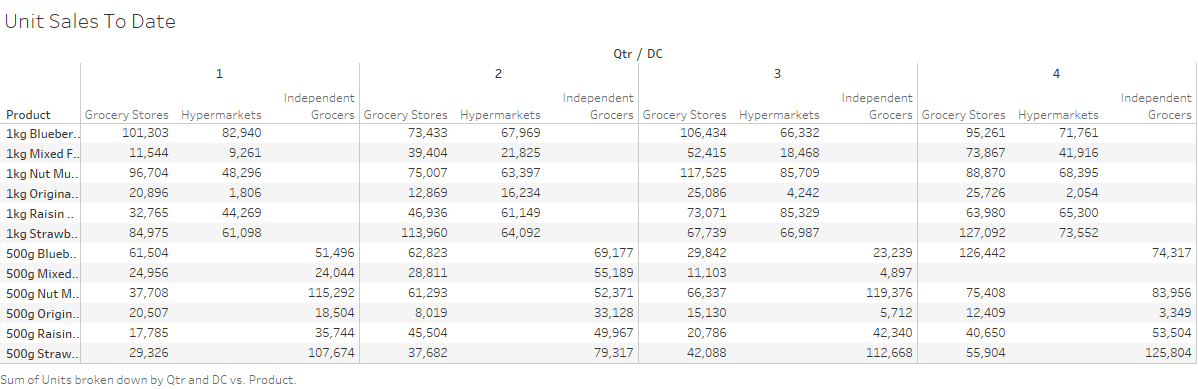 Unit Sales To Date
Qtr / DC
1 2 3 4
Independent Independent Independent Independent
Product Grocery Stores Hypermarkets Grocers Grocery Stores Hypermarkets Grocers Grocery Stores Hypermarkets Grocers Grocery Stores Hypermarkets Grocers
1kg Blueber.. 101,303 82,940 73,433 67,969 106,434 66,332 95,261 71,761
1kg Mixed F.. 11,544 9,261 39,404 21,825 52,415 18,468 73,867 41,916
1kg Nut Mu.. 96,704 48,296 75,007 63,397 117,525 85,709 88,870 68,395
1kg Origina.. 20,896 1,806 12,869 16,234 25,086 4,242 25,726 2,054
1kg Raisin .. 32,765 44,269 46,936 61,149 73,071 85,329 63,980 65,300
1kg Strawb.. 84,975 61,098 113,960 64,092 67,739 66,987 127,092 73,552
500g Blueb.. 61,504 51,496 62,823 69,177 29,842 23,239 126,442 74,317
500g Mixed.. 24,956 24,044 28,811 55,189 11,103 4,897
500g Nut M.. 37,708 115,292 61,293 52,371 66,337 119,376 75,408 83,956
500g Origin.. 20,507 18,504 8,019 33,128 15,130 5,712 12,409 3,349
500g Raisin.. 17,785 35,744 45,504 49,967 20,786 42,340 40,650 53,504
500g Straw.. 29,326 107,674 37,682 79,317 42,088 112,668 55,904 125,804
Sum of Units broken down by Qtr and DC vs. Product.